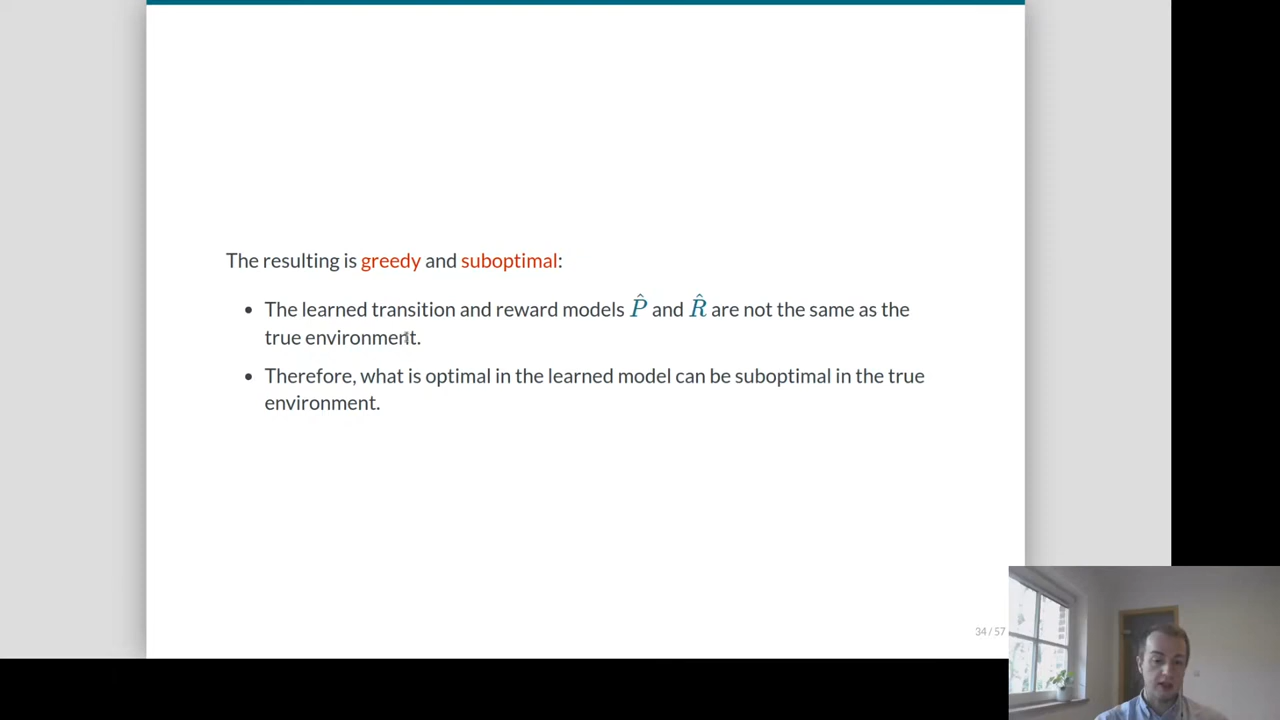 The resulting is greedy and suboptimal:
• The learned transition and reward models P̂ and R̂ are not the same as the
true environment.
• Therefore, what is optimal in the learned model can be suboptimal in the true
environment.
34 / 57